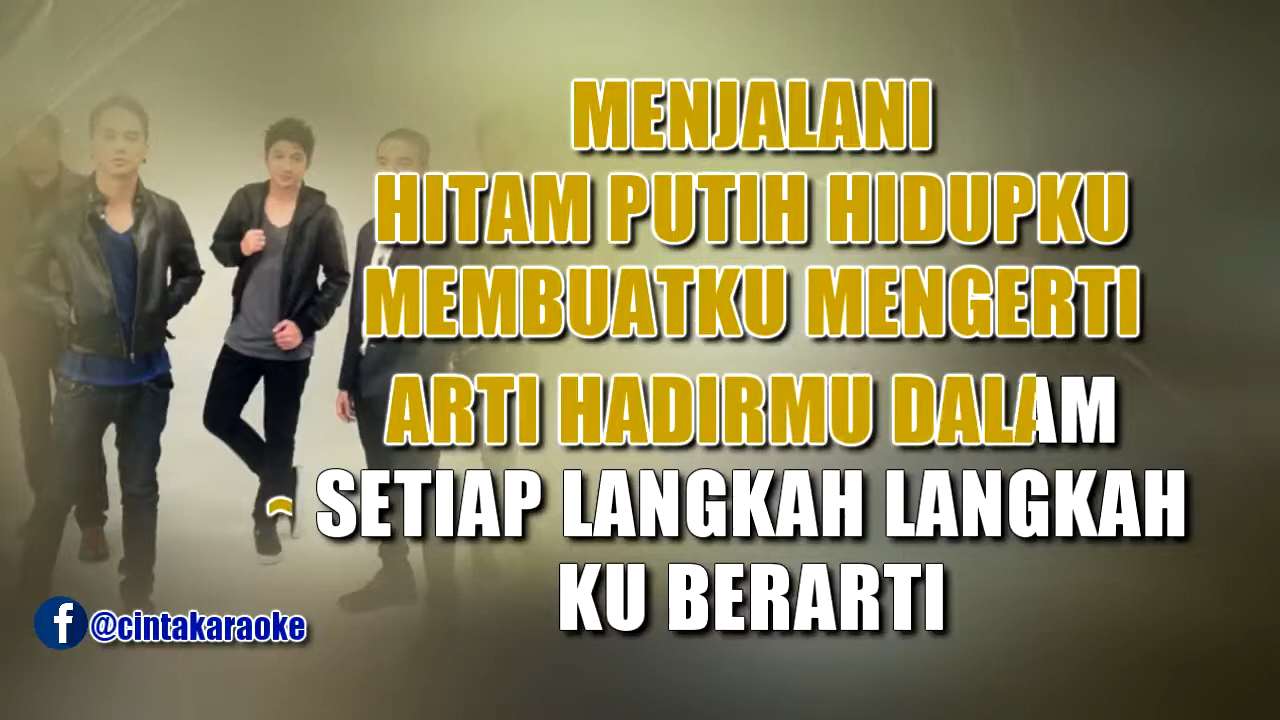 MENJALANI
HITAM PUTIH HIDUPKU
MEMBUATKU MENGERTI
ARTI HADIRMU DALAM
SETIAP LANGKAH LANGKAH
KU BERARTI
f @cintakaraoke